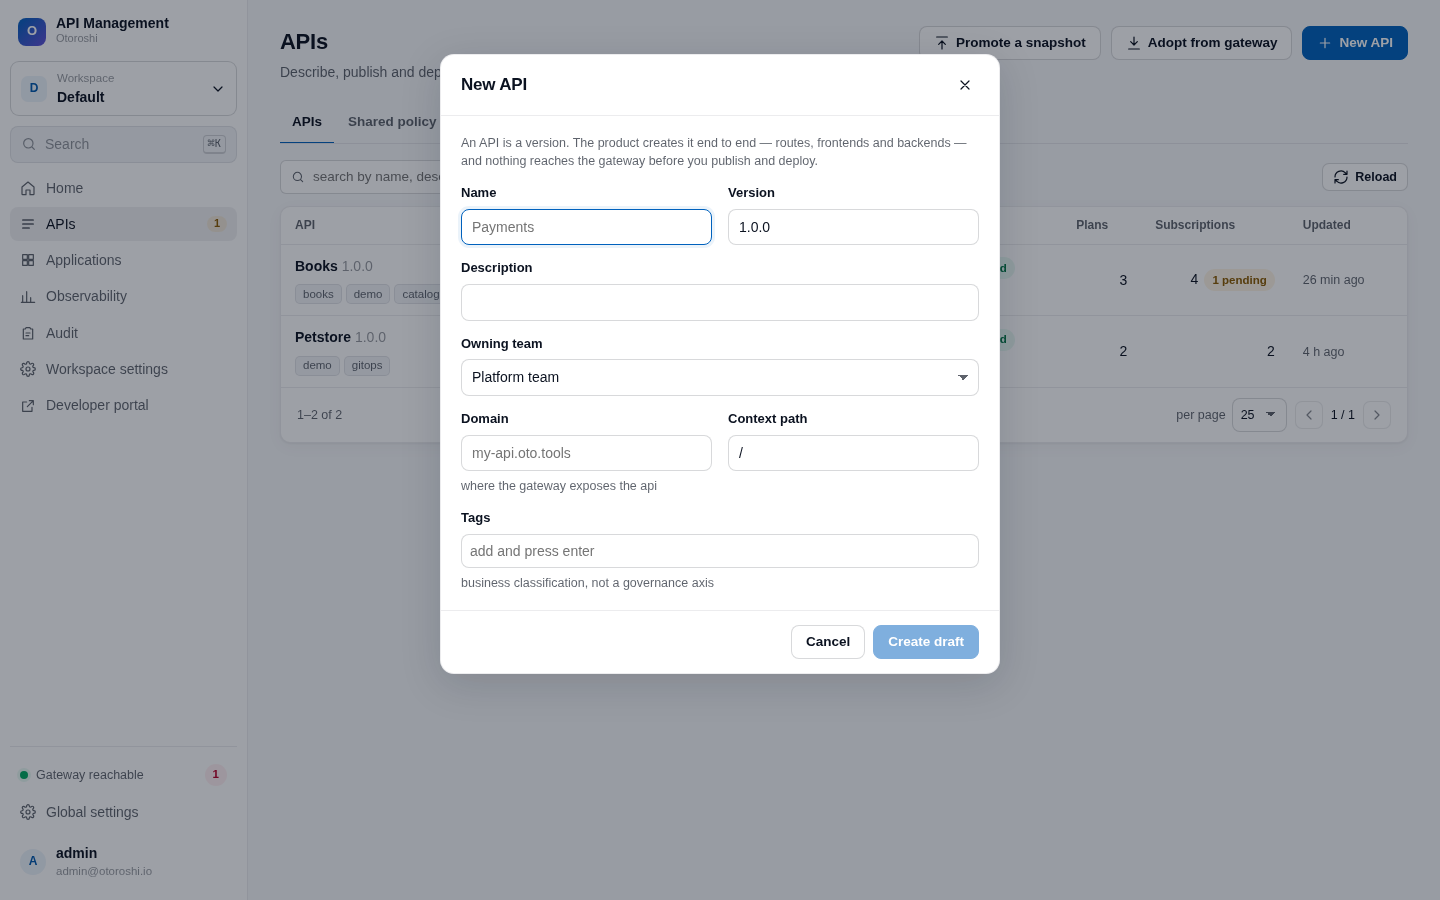 O
API Management
Otoroshi
D
Workspace
Default
Search
⌘K
Home
APIs
1
Applications
Observability
Audit
Workspace settings
Developer portal
Gateway reachable
1
Global settings
A
admin
admin@otoroshi.io
APIs
Promote a snapshot
Adopt from gateway
New API
Describe, publish and dep
APIs
Shared policy
search by name, desc
Reload
API
Plans
Subscriptions
Updated
Books 1.0.0
books
demo
catalog
d
3
4
1 pending
26 min ago
Petstore 1.0.0
demo
gitops
d
2
2
4 h ago
1–2 of 2
per page
25
1 / 1
New API
An API is a version. The product creates it end to end — routes, frontends and backends —
and nothing reaches the gateway before you publish and deploy.
Name
Version
Payments
1.0.0
Description
Owning team
Platform team
Domain
Context path
my-api.oto.tools
/
where the gateway exposes the api
Tags
add and press enter
business classification, not a governance axis
Cancel
Create draft